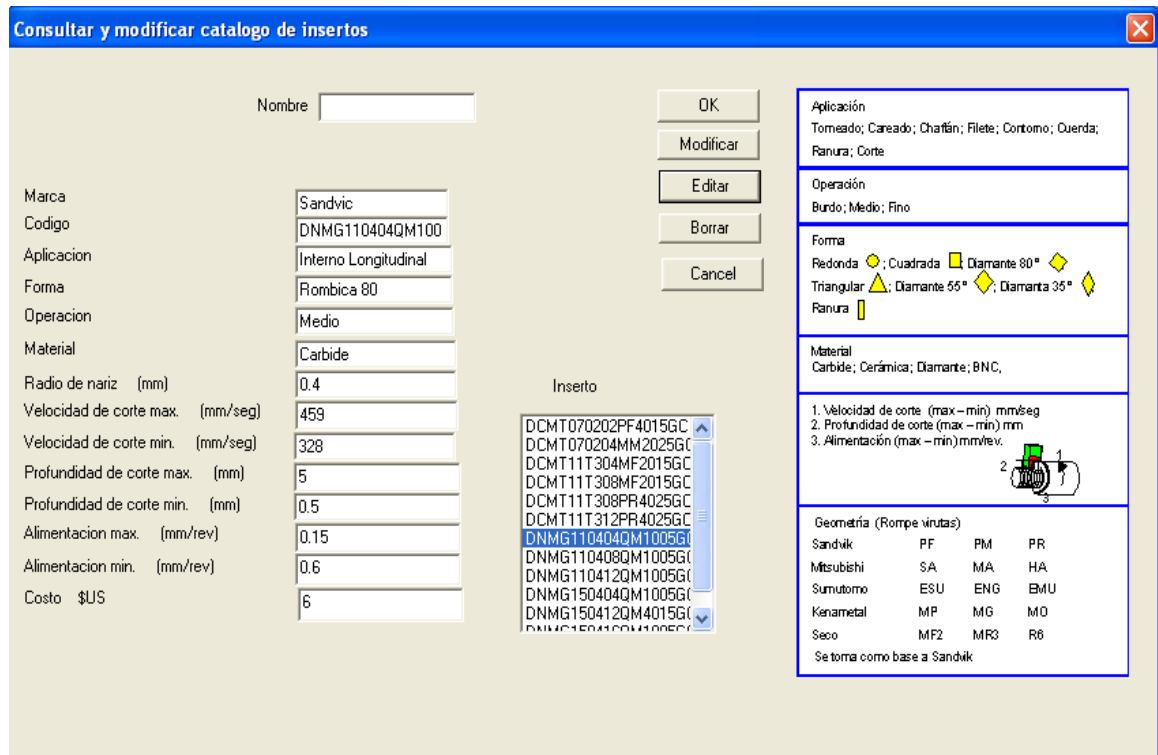 Consultar y modificar catalogo de insertos
Nombre
OK
Modificar
Editar
Borrar
Cancel
Marca Sandvic
Codigo DNMG110404QM100
Aplicacion Interno Longitudinal
Forma Rombica 80
Operacion Medio
Material Carbide
Radio de nariz (mm) 0.4
Velocidad de corte max. (mm/seg) 459
Velocidad de corte min. (mm/seg) 328
Profundidad de corte max. (mm) 5
Profundidad de corte min. (mm) 0.5
Alimentacion max. (mm/rev) 0.15
Alimentacion min. (mm/rev) 0.6
Costo $US 6
Inserto
DCMT070202PF4015GC
DCMT070204MM2025GC
DCMT11T304MF2015GC
DCMT11T308MF2015GC
DCMT11T308PR4025GC
DCMT11T312PR4025GC
DNMG110404QM1005G
DNMG110408QM1005G
DNMG110412QM1005G
DNMG150404QM1005G
DNMG150412QM4015G
Aplicación
Torneado; Careado; Chaflán; Filete; Contorno; Cuerda;
Ranura; Corte
Operación
Burdo; Medio; Fino
Forma
Redonda ; Cuadrada ; Diamante 80°
Triangular ; Diamante 55° ; Diamanta 35°
Ranura
Material
Carbide; Cerámica; Diamante; BNC,
1. Velocidad de corte (max – min) mm/seg
2. Profundidad de corte (max – min) mm
3. Alimentación (max – min) mm/rev.
2 1
3
Geometría (Rompe virutas)
Sandvik PF PM PR
Mitsubishi SA MA HA
Sumutomo ESU ENG EMU
Kenametal MP MG MO
Seco MF2 MR3 R6
Se toma como base a Sandvik